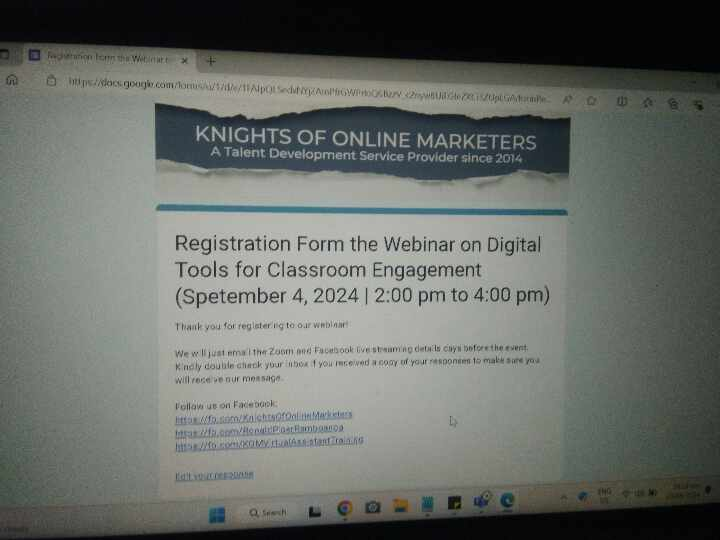 Registration Form the Webinar on
https://docs.google.com/forms/u/1/d/e/
KNIGHTS OF ONLINE MARKETERS
A Talent Development Service Provider since 2014
Registration Form the Webinar on Digital
Tools for Classroom Engagement
(Spetember 4, 2024 | 2:00 pm to 4:00 pm)
Thank you for registering to our webinar!
We will just email the Zoom and Facebook live streaming details days before the event.
Kindly double check your inbox if you received a copy of your responses to make sure you
will receive our message.
Follow us on Facebook:
https://fb.com/KnightsOfOnlineMarketers
https://fb.com/RonaldPiperRamboanga
https://fb.com/KOMVirtualAssistantTraining
Edit your response
Search
ENG
US